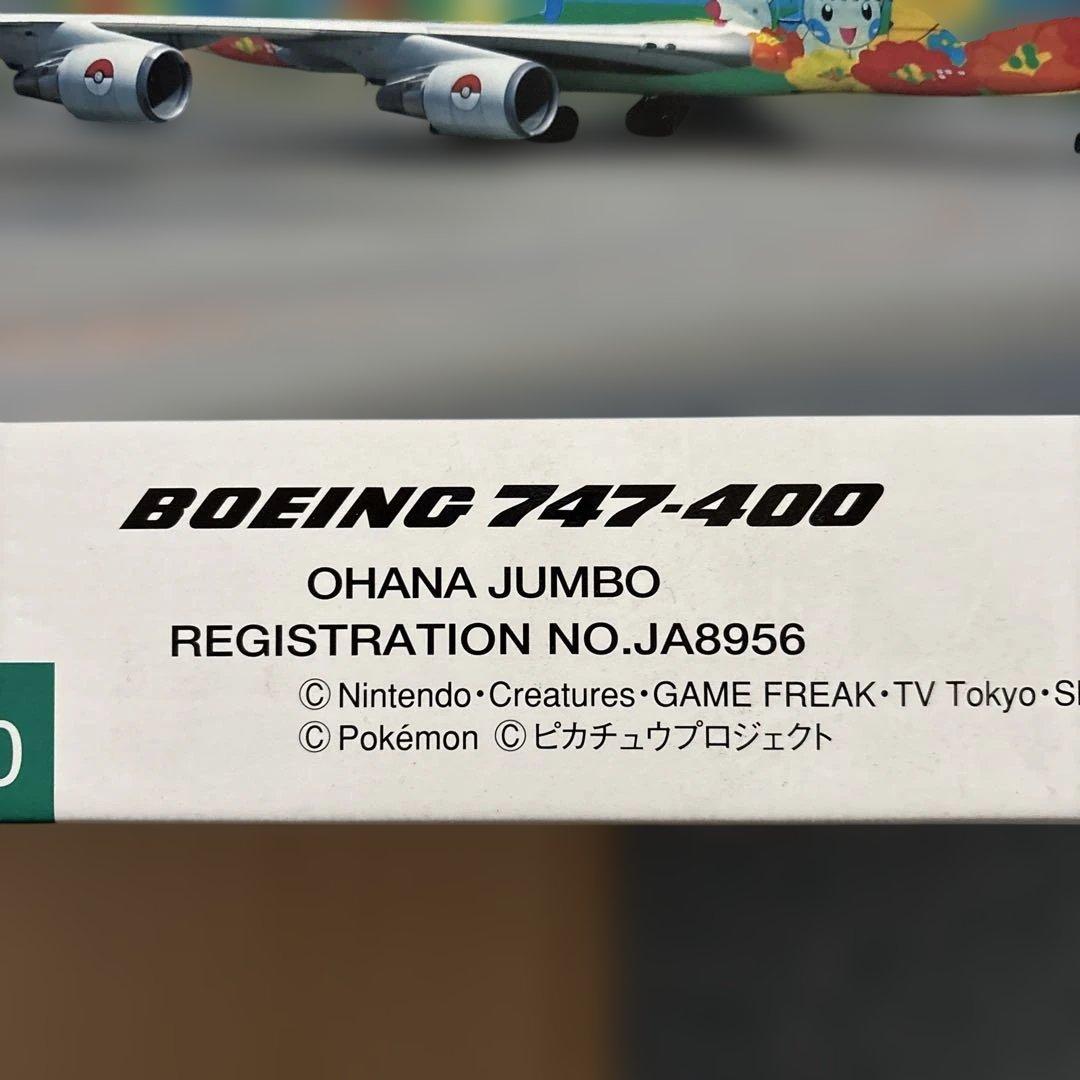 BOEING 747-400
OHANA JUMBO
REGISTRATION NO.JA8956
©Nintendo・Creatures・GAME FREAK・TV Tokyo・
©Pokémon ©ピカチュウプロジェクト
0